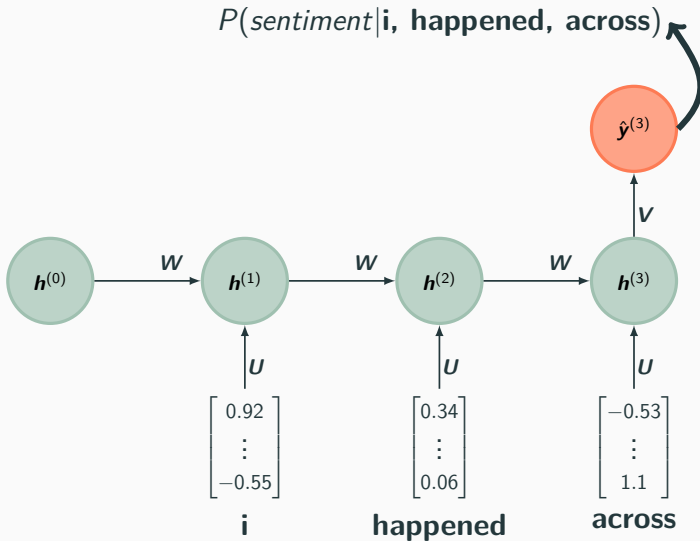 P(sentiment|i, happened, across)
ŷ⁽³⁾
V
W W W
h⁽⁰⁾ h⁽¹⁾ h⁽²⁾ h⁽³⁾
U U U
0.92 0.34 −0.53
⋮ ⋮ ⋮
−0.55 0.06 1.1
i happened across